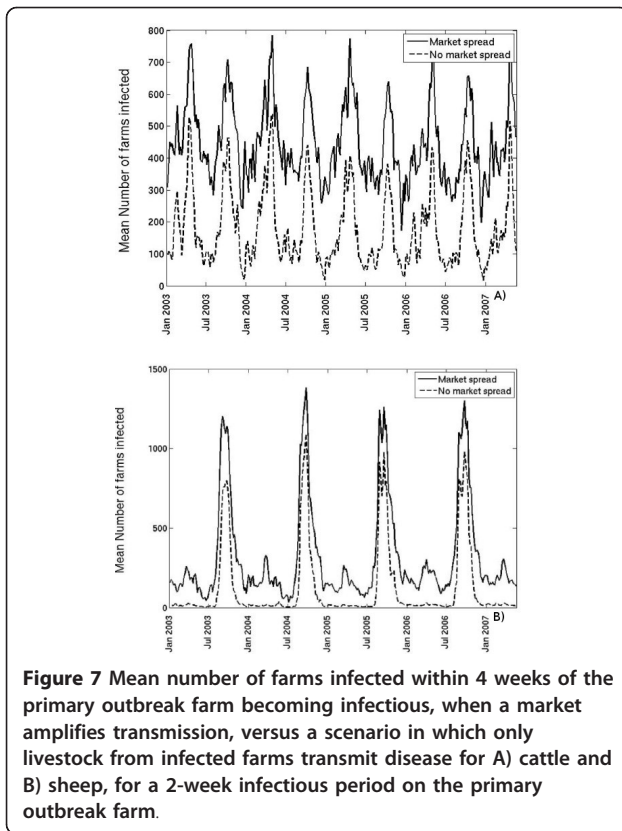 800
700
600
500
400
300
200
100
0
Mean Number of farms infected
Market spread
No market spread
Jan 2003
Jul 2003
Jan 2004
Jul 2004
Jan 2005
Jul 2005
Jan 2006
Jul 2006
Jan 2007
A)
1500
1000
500
0
Mean Number of farms infected
Market spread
No market spread
Jan 2003
Jul 2003
Jan 2004
Jul 2004
Jan 2005
Jul 2005
Jan 2006
Jul 2006
Jan 2007
B)
Figure 7 Mean number of farms infected within 4 weeks of the
primary outbreak farm becoming infectious, when a market
amplifies transmission, versus a scenario in which only
livestock from infected farms transmit disease for A) cattle and
B) sheep, for a 2-week infectious period on the primary
outbreak farm.